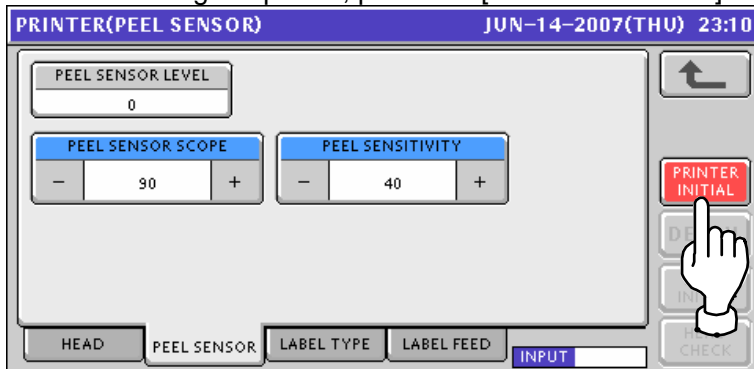 PRINTER(PEEL SENSOR) JUN-14-2007(THU) 23:10
PEEL SENSOR LEVEL
0
PEEL SENSOR SCOPE PEEL SENSITIVITY
- 90 + - 40 +
PRINTER
INITIAL
CHECK
HEAD PEEL SENSOR LABEL TYPE LABEL FEED INPUT